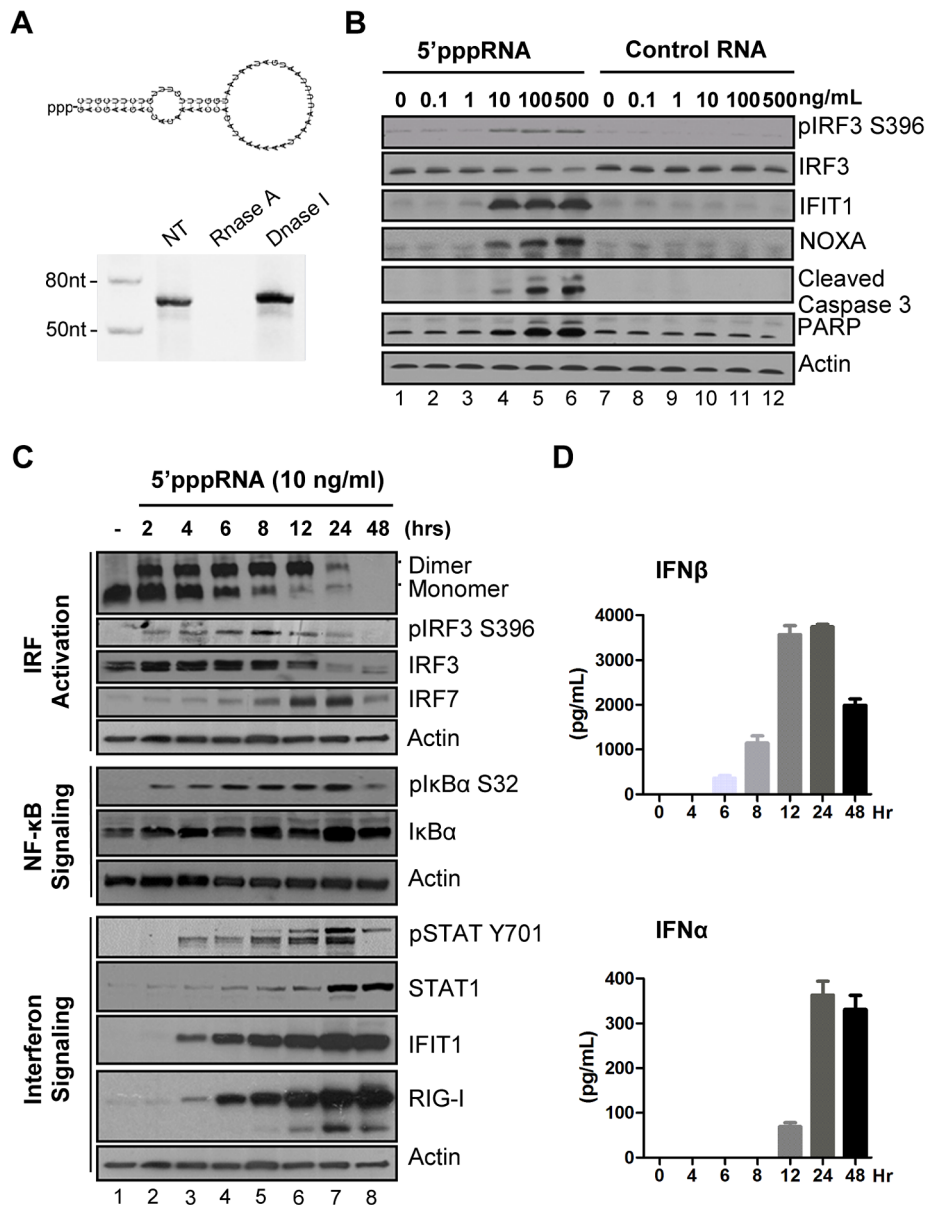 A
ppp-
NT
Rnase A
Dnase I
80nt
50nt
B
5'pppRNA
Control RNA
0 0.1 1 10 100 500 0 0.1 1 10 100 500 ng/mL
pIRF3 S396
IRF3
IFIT1
NOXA
Cleaved
Caspase 3
PARP
Actin
1 2 3 4 5 6 7 8 9 10 11 12
C
5'pppRNA (10 ng/ml)
- 2 4 6 8 12 24 48 (hrs)
IRF
Activation
Dimer
Monomer
pIRF3 S396
IRF3
IRF7
Actin
NF-κB
Signaling
pIκBα S32
IκBα
Actin
Interferon
Signaling
pSTAT Y701
STAT1
IFIT1
RIG-I
Actin
1 2 3 4 5 6 7 8
D
IFNβ
(pg/mL)
4000
3000
2000
1000
0
0 4 6 8 12 24 48 Hr
IFNα
(pg/mL)
400
300
200
100
0
0 4 6 8 12 24 48 Hr